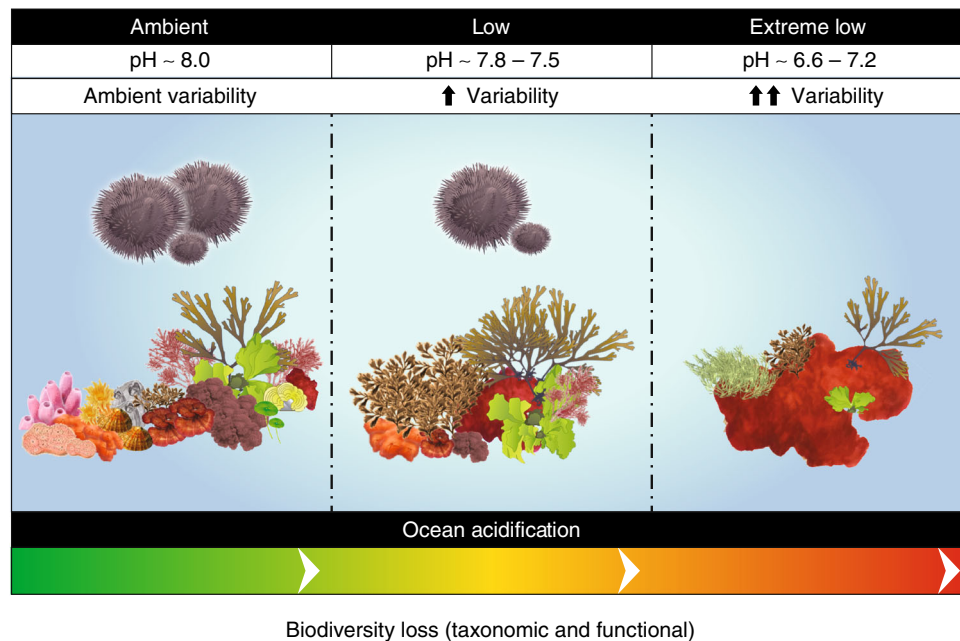 Ambient Low Extreme low
pH ~ 8.0 pH ~ 7.8 – 7.5 pH ~ 6.6 – 7.2
Ambient variability ⬆ Variability ⬆⬆ Variability
Ocean acidification
Biodiversity loss (taxonomic and functional)